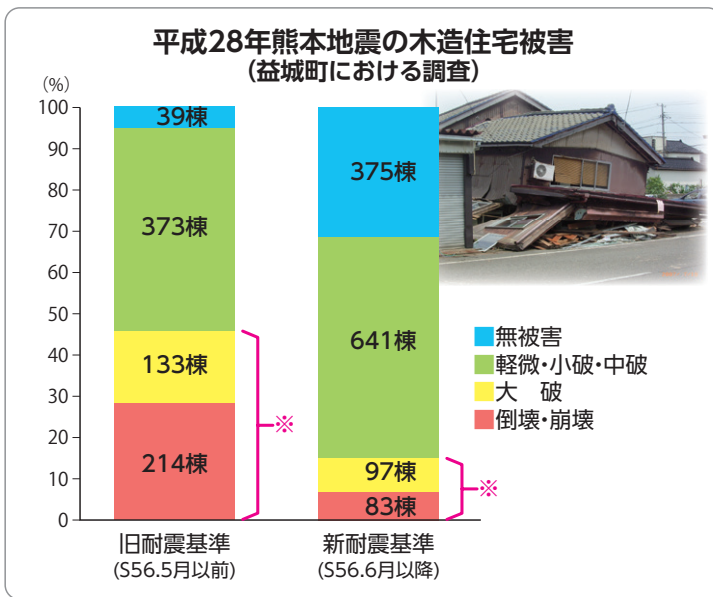 平成28年熊本地震の木造住宅被害
(益城町における調査)
(%)
100
90
80
70
60
50
40
30
20
10
0
39棟
373棟
133棟
214棟
※
375棟
641棟
97棟
83棟
※
無被害
軽微・小破・中破
大　破
倒壊・崩壊
旧耐震基準
(S56.5月以前)
新耐震基準
(S56.6月以降)